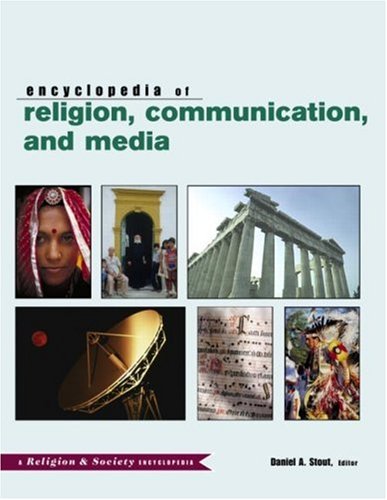 encyclopedia of
religion, communication,
and media
A Religion & Society ENCYCLOPEDIA
Daniel A. Stout, Editor